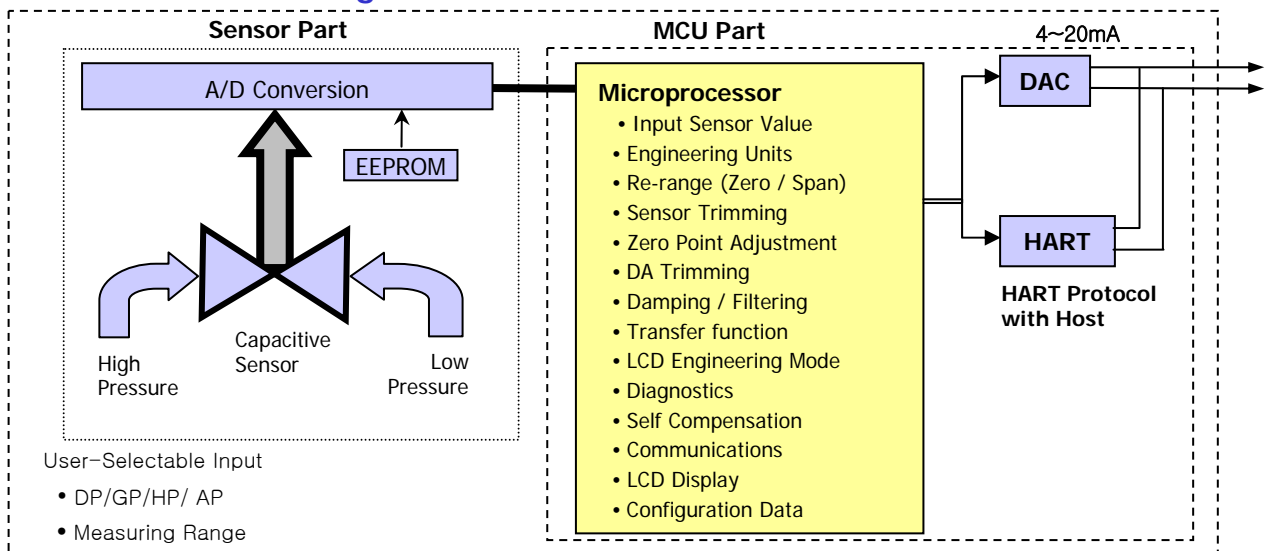 Sensor Part
A/D Conversion
EEPROM
High
Pressure
Capacitive
Sensor
Low
Pressure
User-Selectable Input
• DP/GP/HP/ AP
• Measuring Range
MCU Part
Microprocessor
• Input Sensor Value
• Engineering Units
• Re-range (Zero / Span)
• Sensor Trimming
• Zero Point Adjustment
• DA Trimming
• Damping / Filtering
• Transfer function
• LCD Engineering Mode
• Diagnostics
• Self Compensation
• Communications
• LCD Display
• Configuration Data
4~20mA
DAC
HART
HART Protocol
with Host